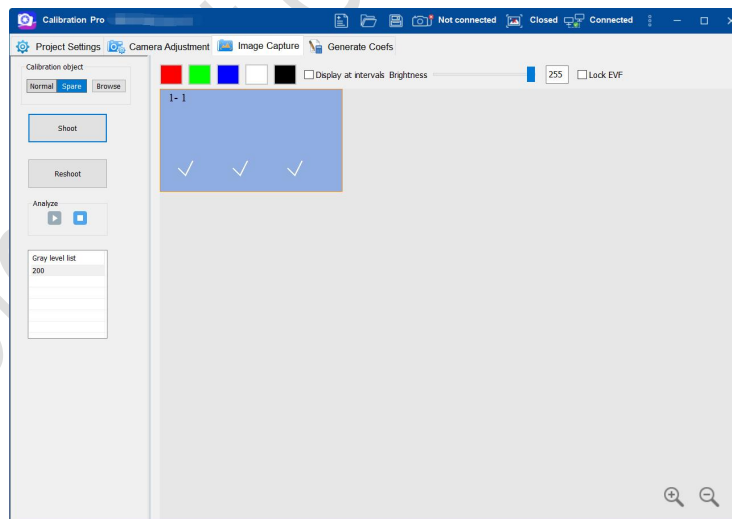 Calibration Pro
Not connected
Closed
Connected
Project Settings
Camera Adjustment
Image Capture
Generate Coefs
Calibration object
Normal
Spare
Browse
Display at intervals
Brightness
255
Lock EVF
1- 1
Shoot
Reshoot
Analyze
Gray level list
200